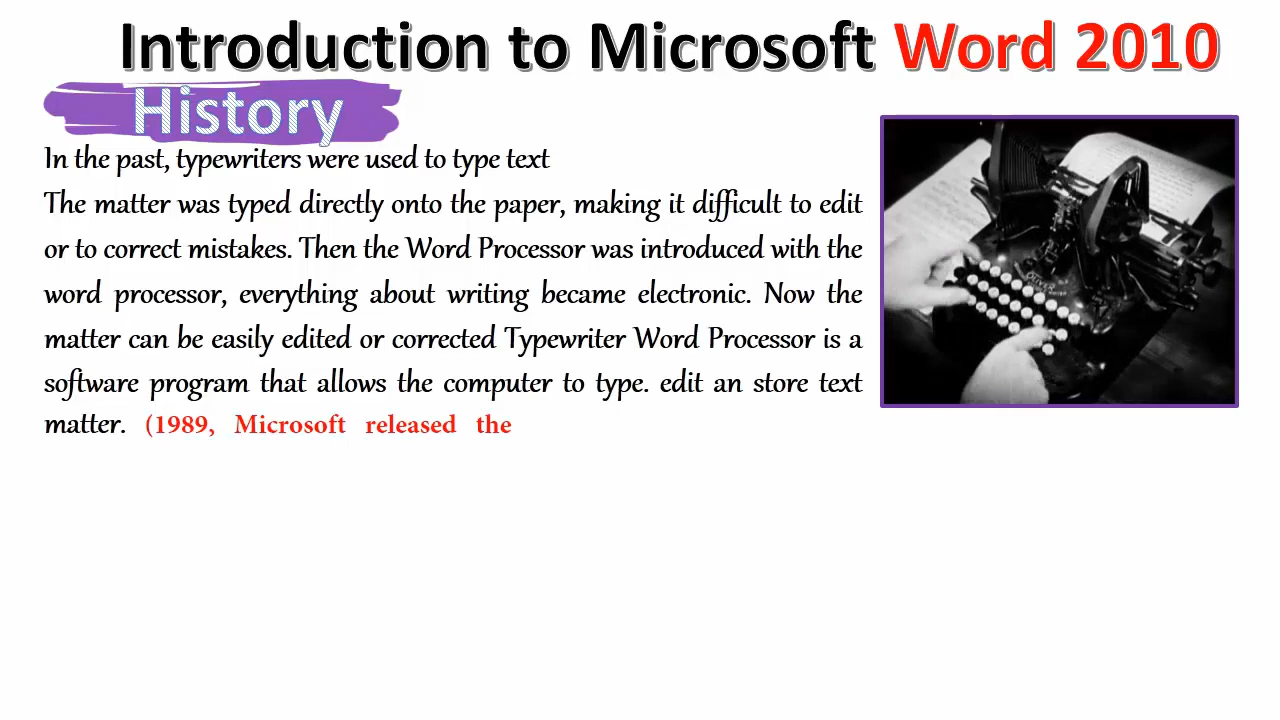 Introduction to Microsoft Word 2010
History
In the past, typewriters were used to type text
The matter was typed directly onto the paper, making it difficult to edit
or to correct mistakes. Then the Word Processor was introduced with the
word processor, everything about writing became electronic. Now the
matter can be easily edited or corrected Typewriter Word Processor is a
software program that allows the computer to type. edit an store text
matter. (1989, Microsoft released the